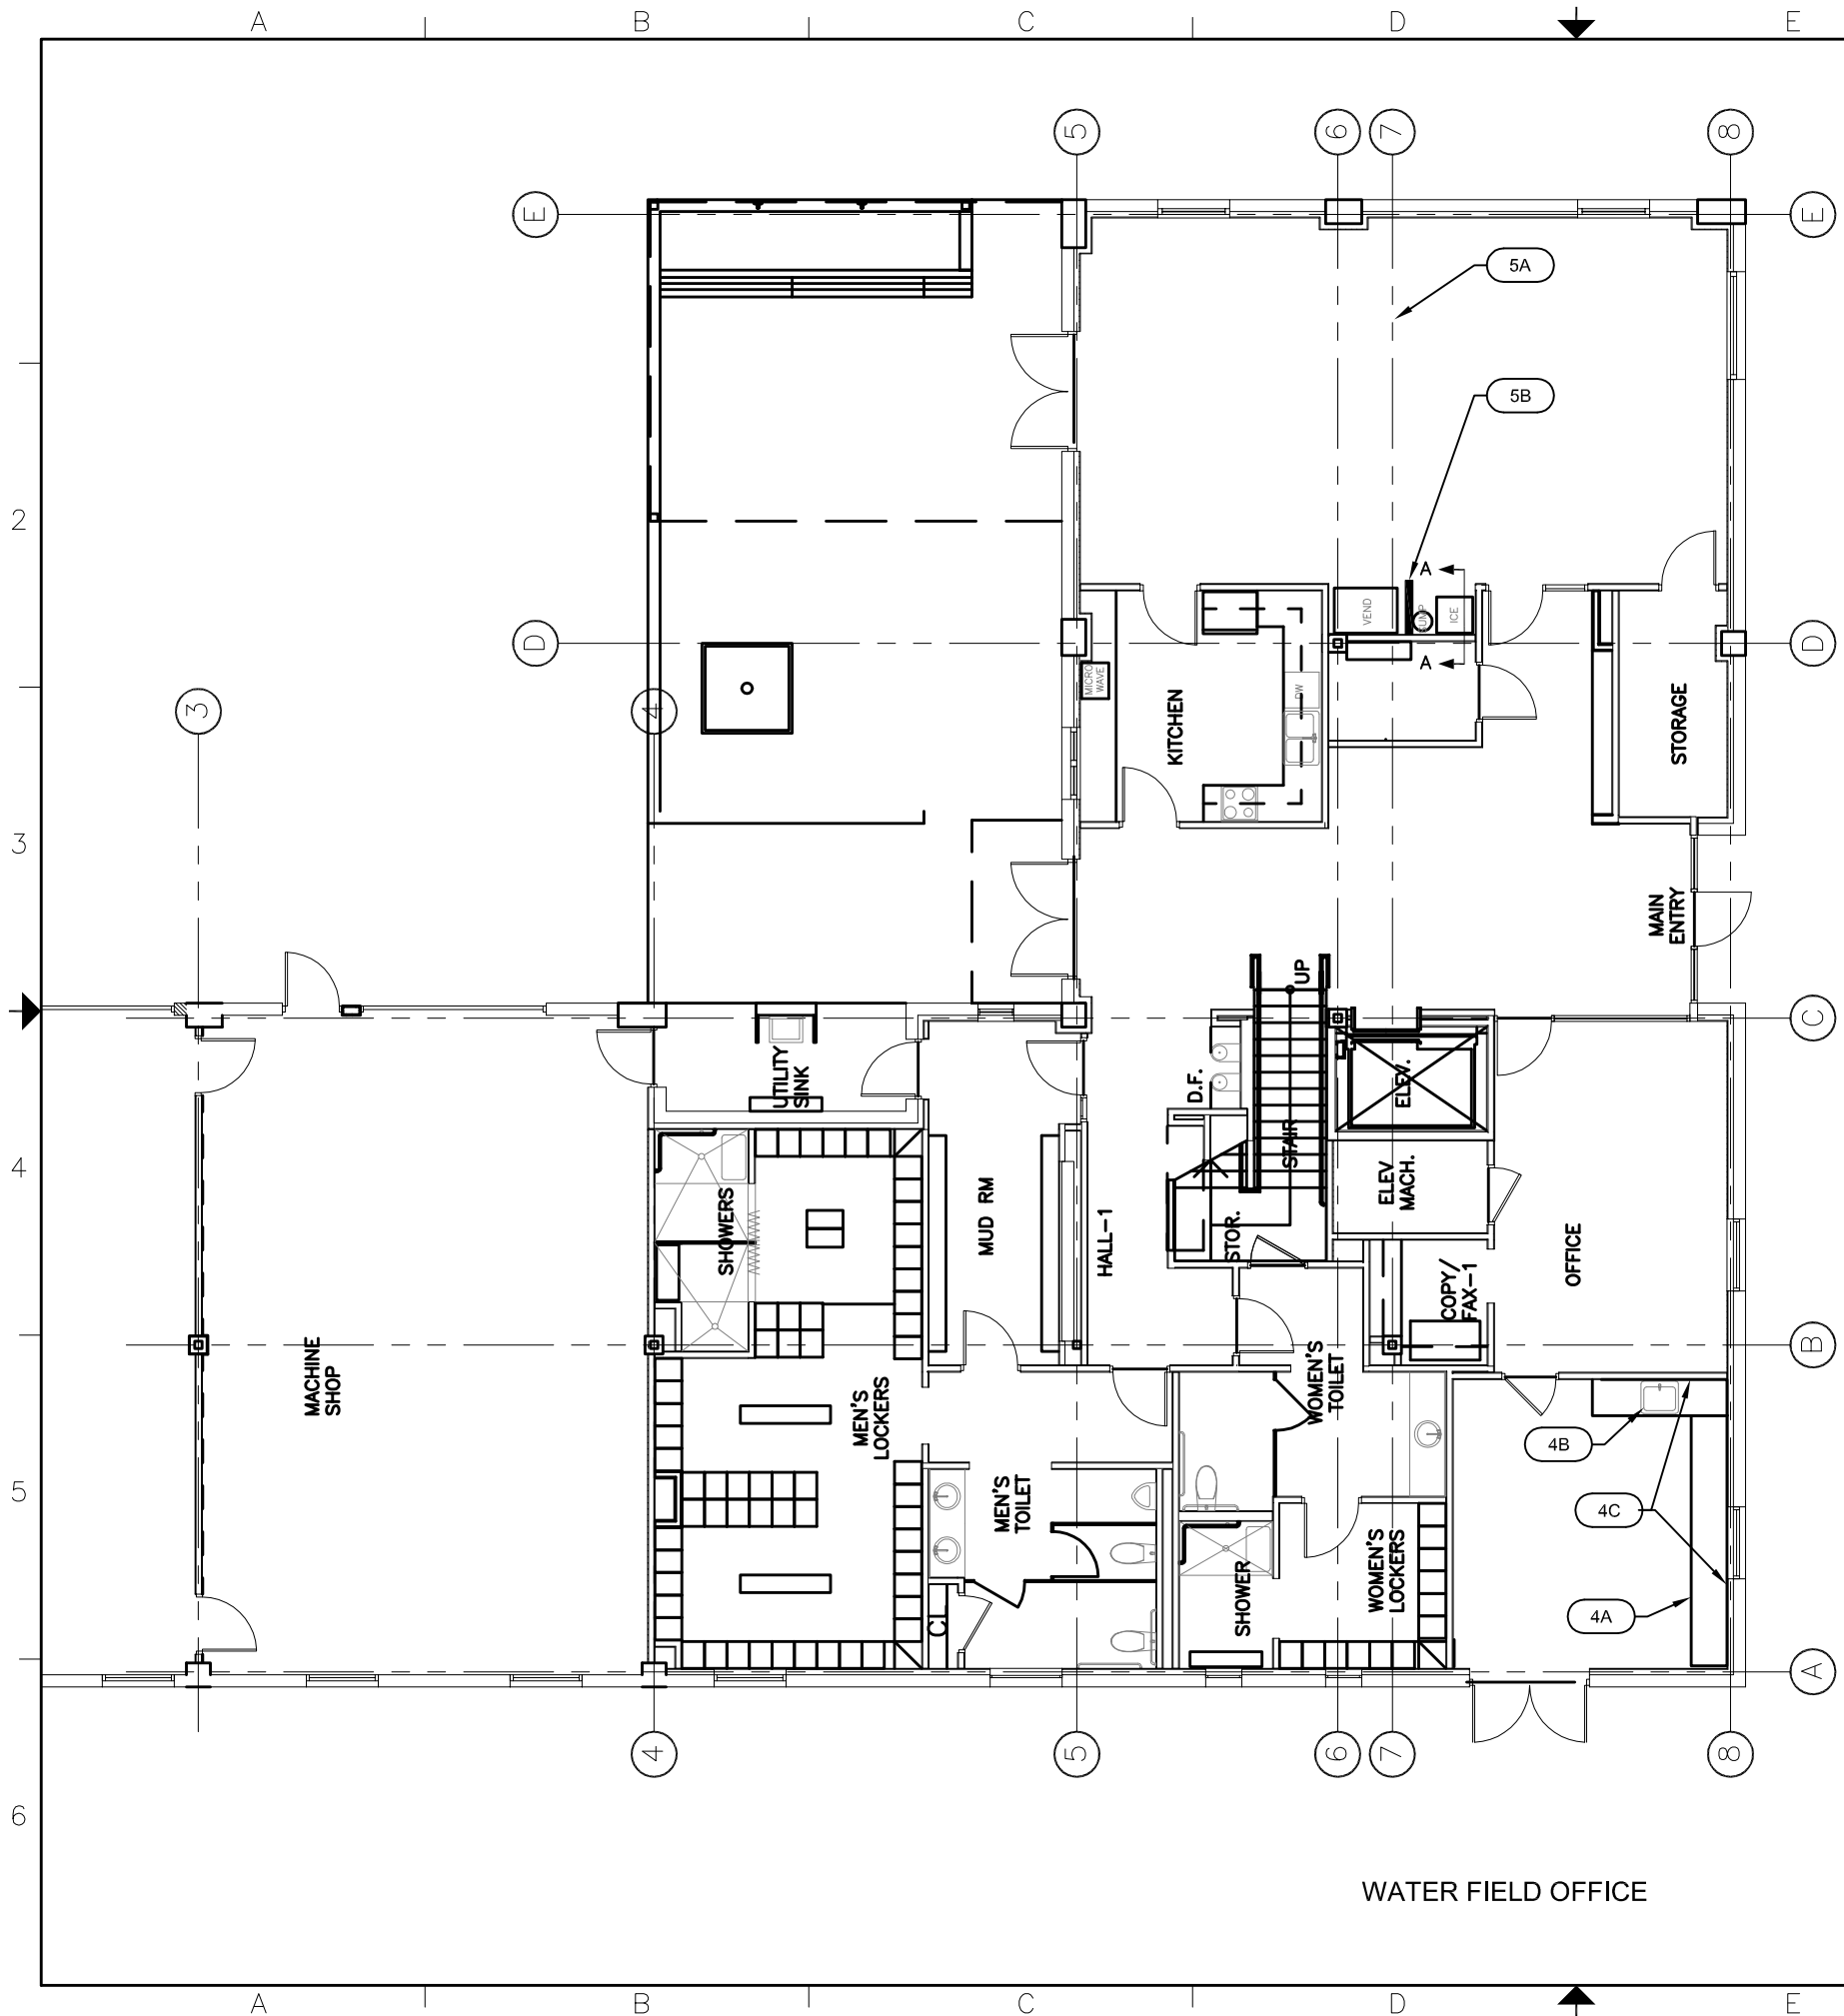 A B C D E
5 6 7 8
E E
5A
5B
2
A
VEND
SUMP
ICE
D D
A
MICRO
WAVE
DW
KITCHEN
STORAGE
3 4
3
MAIN
ENTRY
UP
C
UTILITY
SINK
D.F.
ELEV.
STAIR
4
ELEV
MACH.
SHOWERS
MUD RM
HALL-1
STOR.
OFFICE
COPY/
FAX-1
B
MACHINE
SHOP
MEN'S
LOCKERS
WOMEN'S
TOILET
4B
5
MEN'S
TOILET
4C
WOMEN'S
LOCKERS
SHOWER
4A
CL
A
4 5 6 7 8
6
WATER FIELD OFFICE
A B C D E